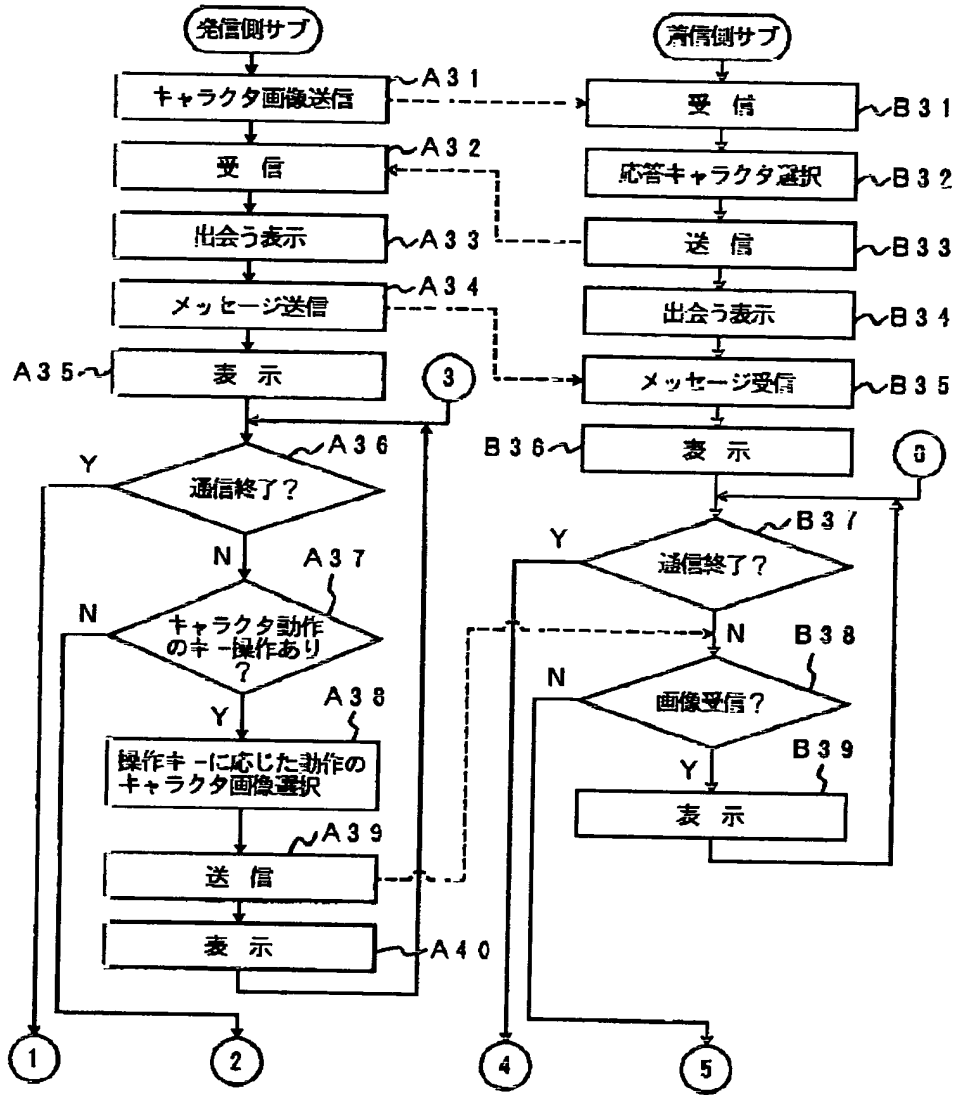 発信側サブ
キャラクタ画像送信
A31
受 信
A32
出会う表示
A33
メッセージ送信
A34
A35
表 示
3
A36
Y
通信終了?
N
A37
N
キャラクタ動作
のキー操作あり
?
Y
A38
操作キーに応じた動作の
キャラクタ画像選択
A39
送 信
表 示
A40
1
2
着信側サブ
受 信
B31
応答キャラクタ選択
B32
送 信
B33
出会う表示
B34
メッセージ受信
B35
B36
表 示
B37
Y
通信終了?
N
B38
N
画像受信?
Y
B39
表 示
4
5